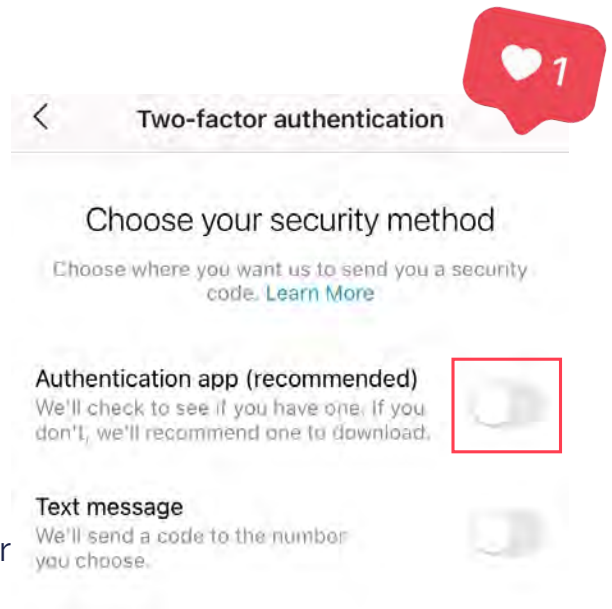 1
Two-factor authentication
Choose your security method
Choose where you want us to send you a security
code. Learn More
Authentication app (recommended)
We'll check to see if you have one. If you
don't, we'll recommend one to download.
Text message
We'll send a code to the number
you choose.
r